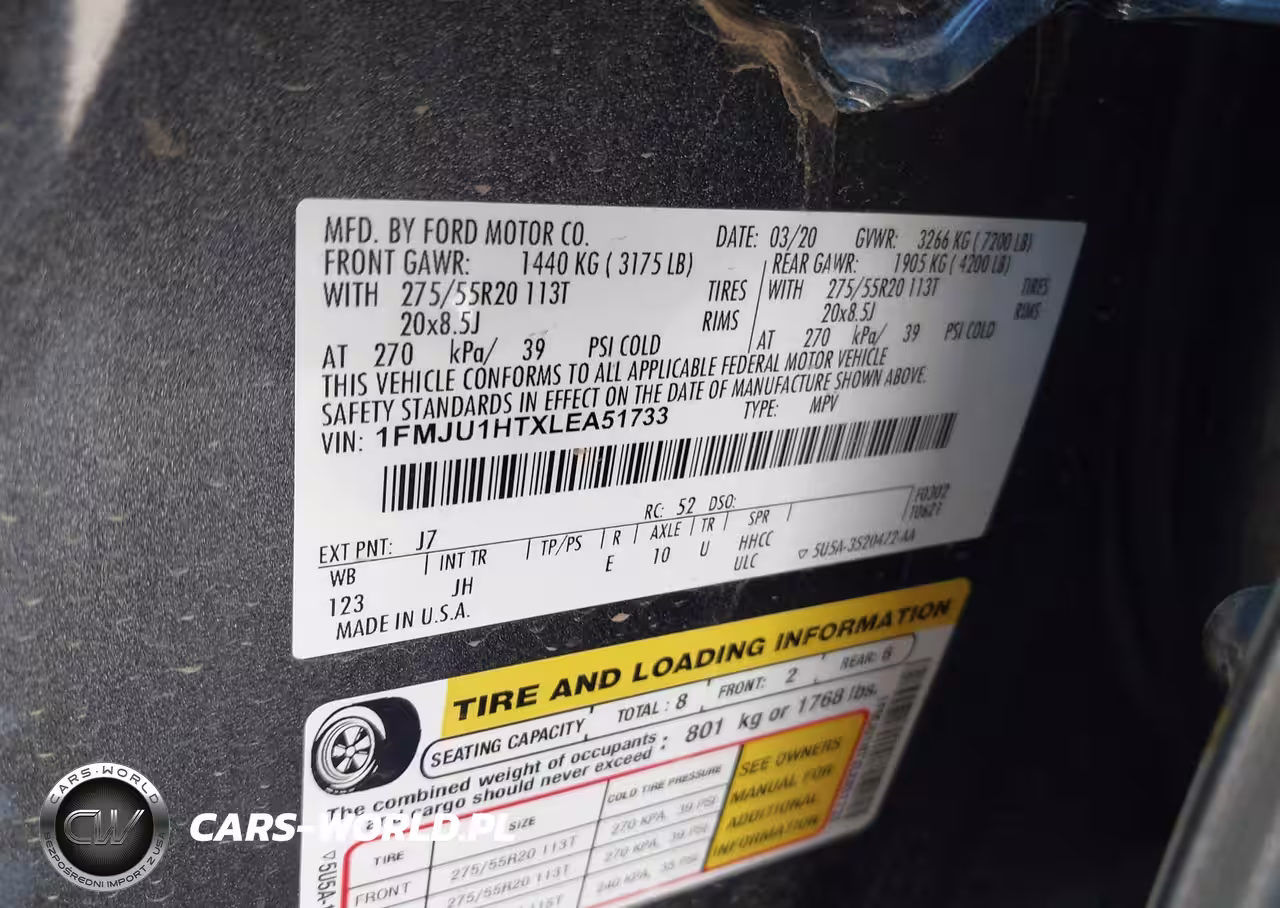 MFD. BY FORD MOTOR CO. DATE: 03/20 GVWR: 3266 KG ( 7200 LB)
FRONT GAWR: 1440 KG ( 3175 LB) REAR GAWR: 1905 KG ( 4200 LB)
WITH 275/55R20 113T TIRES WITH 275/55R20 113T TIRES
20x8.5J RIMS 20x8.5J RIMS
AT 270 kPa/ 39 PSI COLD AT 270 kPa/ 39 PSI COLD
THIS VEHICLE CONFORMS TO ALL APPLICABLE FEDERAL MOTOR VEHICLE
SAFETY STANDARDS IN EFFECT ON THE DATE OF MANUFACTURE SHOWN ABOVE.
VIN: 1FMJU1HTXLEA51733 TYPE: MPV
RC: 52 DSO: F0302
EXT PNT: J7 T0627
WB INT TR TP/PS R AXLE TR SPR
123 JH E 10 U HHCC
ULC
▽ 5U5A-3520472-AA
MADE IN U.S.A.
TIRE AND LOADING INFORMATION
SEATING CAPACITY TOTAL : 8 FRONT: 2 REAR: 6
The combined weight of occupants : 801 kg or 1768 lbs.
and cargo should never exceed
TIRE SIZE COLD TIRE PRESSURE
FRONT 275/55R20 113T 270 KPA, 39 PSI
275/55R20 113T 270 KPA, 39 PSI
SEE OWNERS
MANUAL FOR
ADDITIONAL
INFORMATION
▽5U5A-
CARS-WORLD
CW
BEZPOŚREDNI IMPORT Z USA
CARS-WORLD.PL